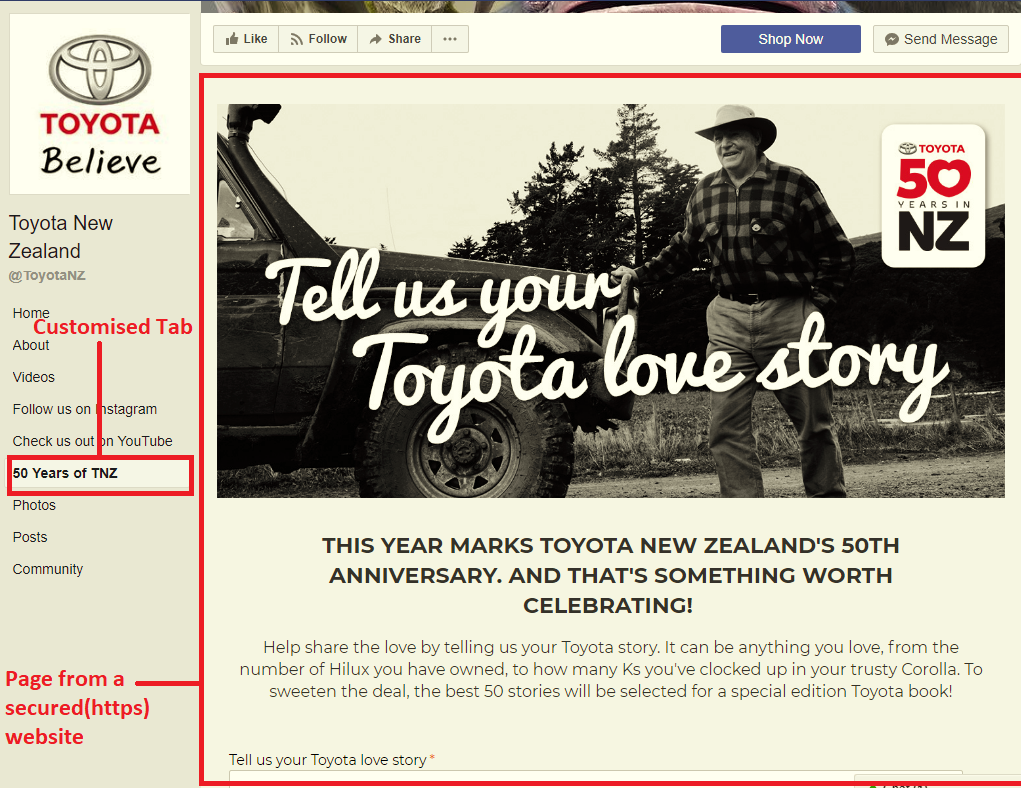 TOYOTA
Believe
Toyota New
Zealand
@ToyotaNZ
Home
Customised Tab
About
Videos
Follow us on Instagram
Check us out on YouTube
50 Years of TNZ
Photos
Posts
Community
Page from a
secured(https)
website
Like
Follow
Share
Shop Now
Send Message
TOYOTA
50
YEARS IN
NZ
Tell us your
Toyota love story
THIS YEAR MARKS TOYOTA NEW ZEALAND'S 50TH
ANNIVERSARY. AND THAT'S SOMETHING WORTH
CELEBRATING!
Help share the love by telling us your Toyota story. It can be anything you love, from the
number of Hilux you have owned, to how many Ks you've clocked up in your trusty Corolla. To
sweeten the deal, the best 50 stories will be selected for a special edition Toyota book!
Tell us your Toyota love story *